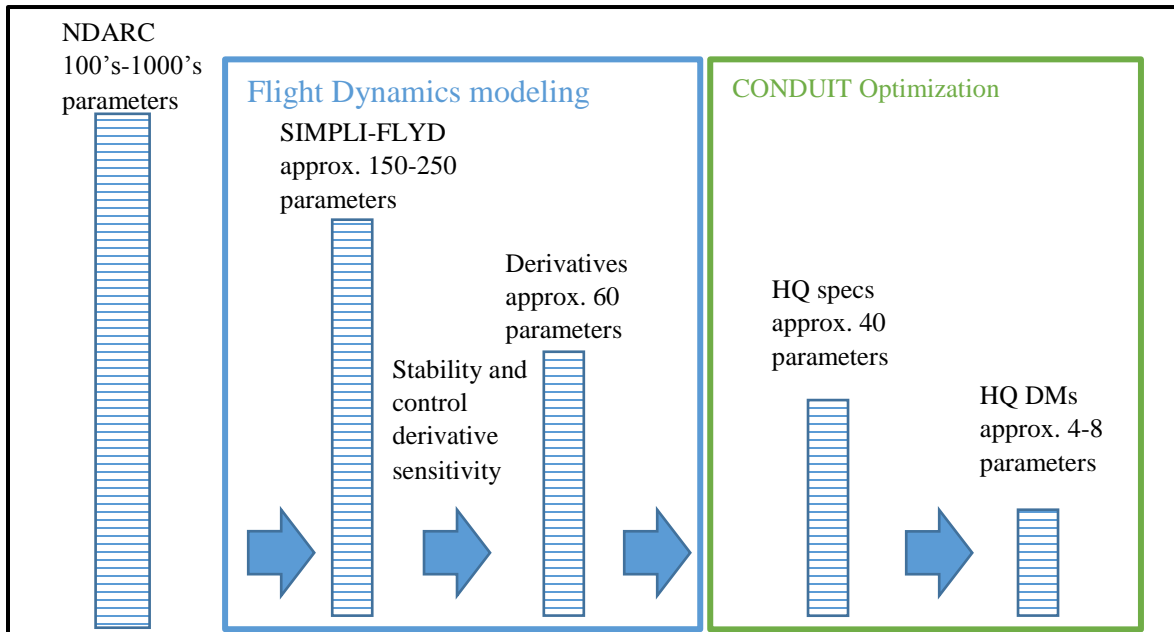 NDARC
100’s-1000’s
parameters
Flight Dynamics modeling
SIMPLI-FLYD
approx. 150-250
parameters
Stability and
control
derivative
sensitivity
Derivatives
approx. 60
parameters
CONDUIT Optimization
HQ specs
approx. 40
parameters
HQ DMs
approx. 4-8
parameters